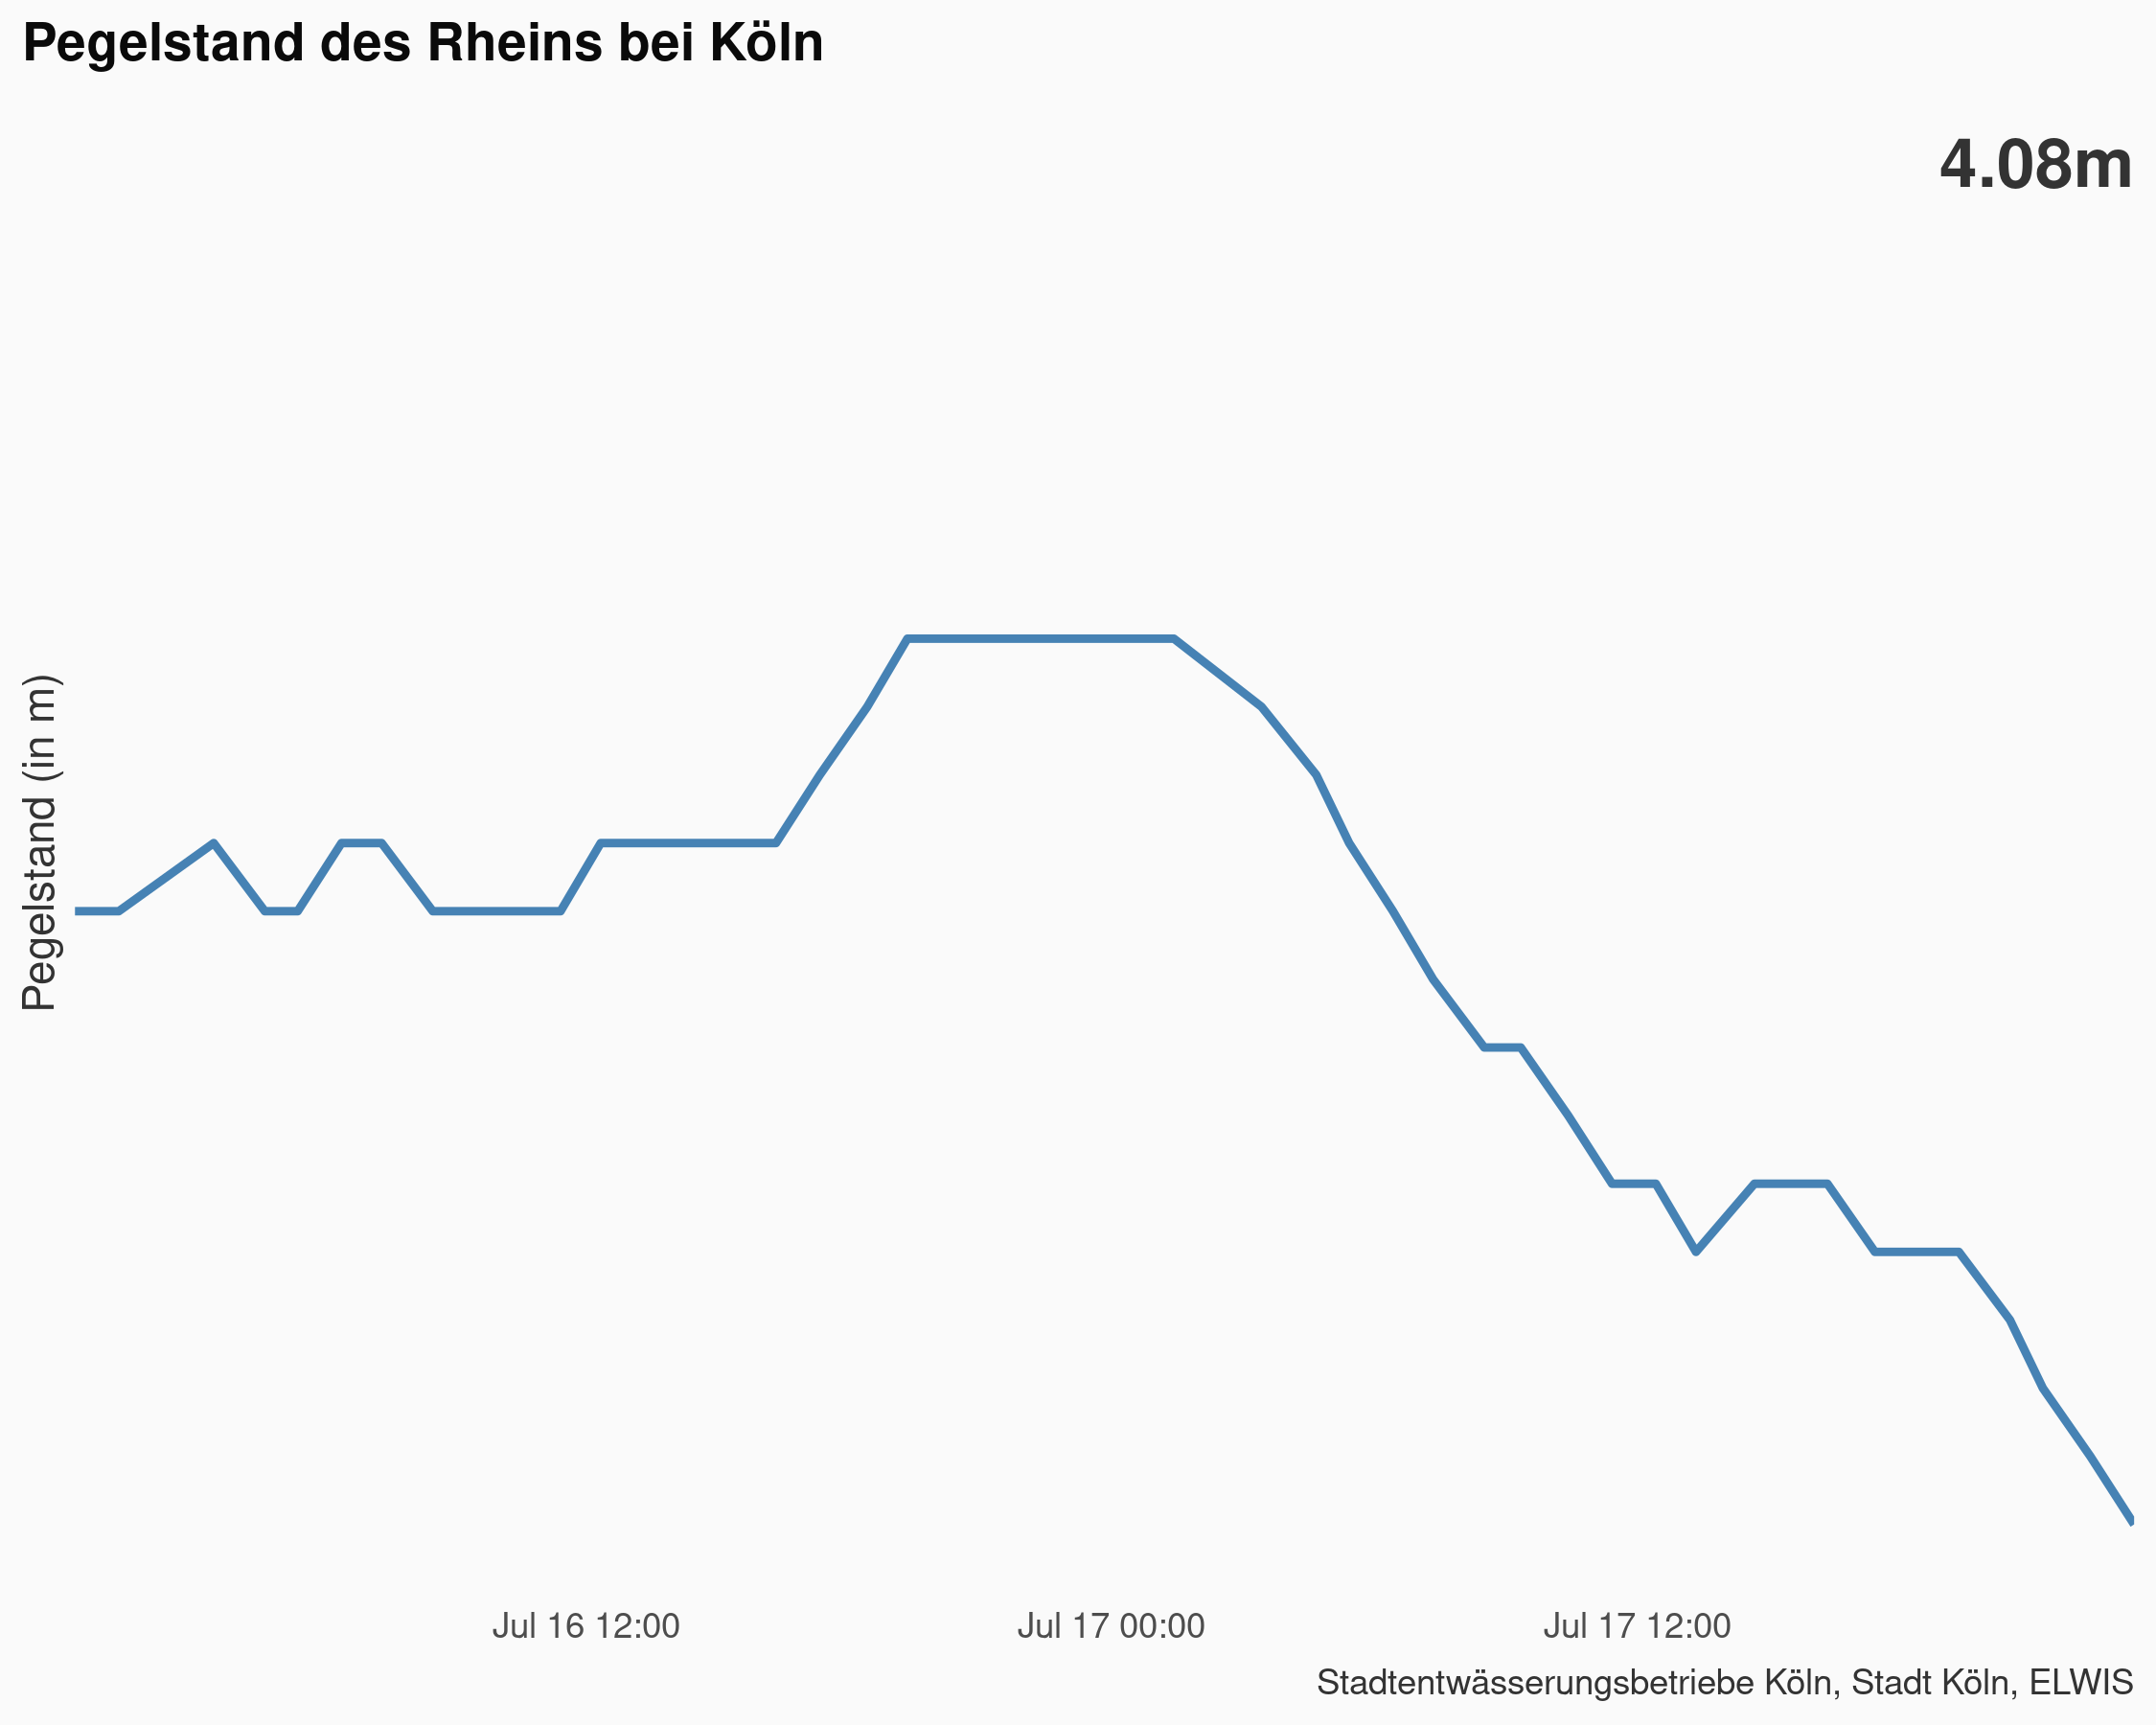 Pegelstand des Rheins bei Köln
4.08m
Pegelstand (in m)
Jul 16 12:00
Jul 17 00:00
Jul 17 12:00
Stadtentwässerungsbetriebe Köln, Stadt Köln, ELWIS